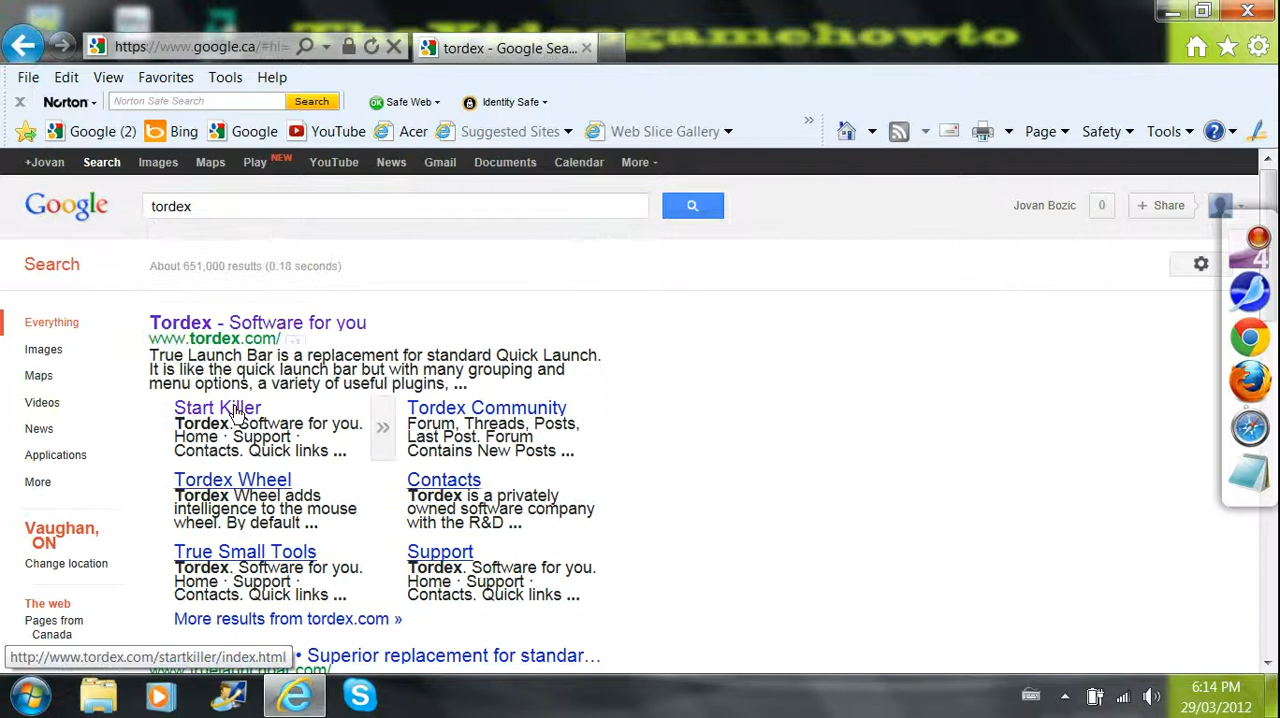 https://www.google.ca/#hl=
tordex - Google Sea...
File Edit View Favorites Tools Help
Norton Norton Safe Search Search Safe Web Identity Safe
Google (2) Bing Google YouTube Acer Suggested Sites Web Slice Gallery » Page Safety Tools
+Jovan Search Images Maps Play NEW YouTube News Gmail Documents Calendar More
Google tordex Jovan Bozic 0 + Share
Search About 651,000 results (0.18 seconds)
Everything
Images
Maps
Videos
News
Applications
More
Vaughan,
ON
Change location
The web
Pages from
Canada
Tordex - Software for you
www.tordex.com/
True Launch Bar is a replacement for standard Quick Launch.
It is like the quick launch bar but with many grouping and
menu options, a variety of useful plugins, ...
Start Killer
Tordex. Software for you.
Home · Support ·
Contacts. Quick links ...
Tordex Community
Forum, Threads, Posts,
Last Post. Forum
Contains New Posts ...
Tordex Wheel
Tordex Wheel adds
intelligence to the mouse
wheel. By default ...
Contacts
Tordex is a privately
owned software company
with the R&D ...
True Small Tools
Tordex. Software for you.
Home · Support ·
Contacts. Quick links ...
Support
Tordex. Software for you.
Home · Support ·
Contacts. Quick links ...
More results from tordex.com »
• Superior replacement for standar...
http://www.tordex.com/startkiller/index.html
4
6:14 PM
29/03/2012